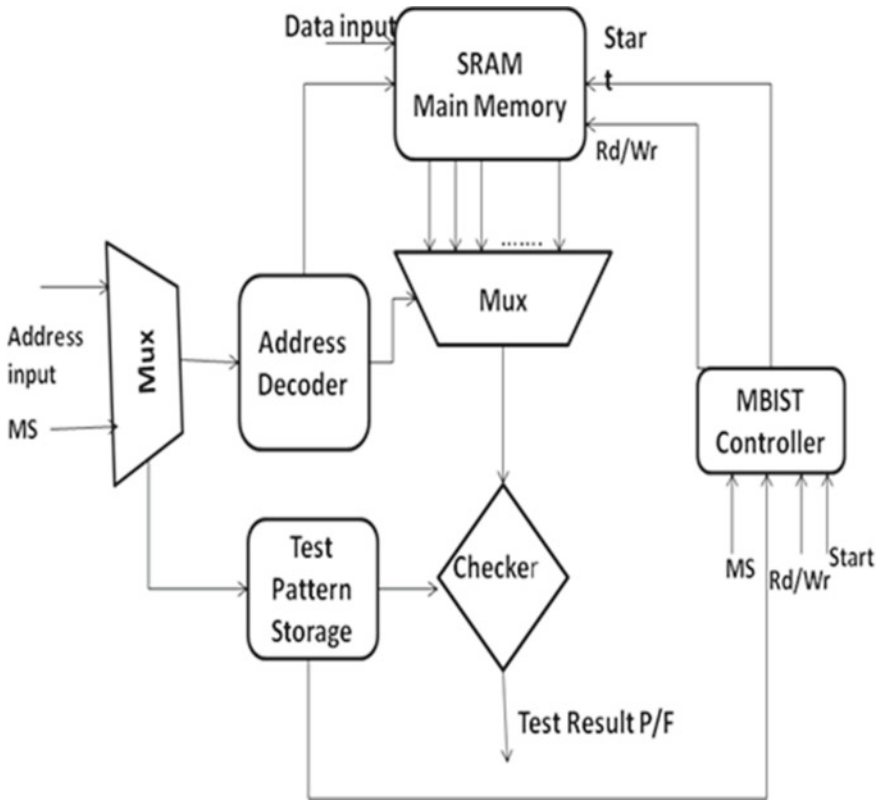 Data input
SRAM
Main Memory
Star
t
Rd/Wr
Address
input
MS
Mux
Address
Decoder
Mux
.......
MBIST
Controller
MS
Rd/Wr
Start
Test
Pattern
Storage
Checker
Test Result P/F